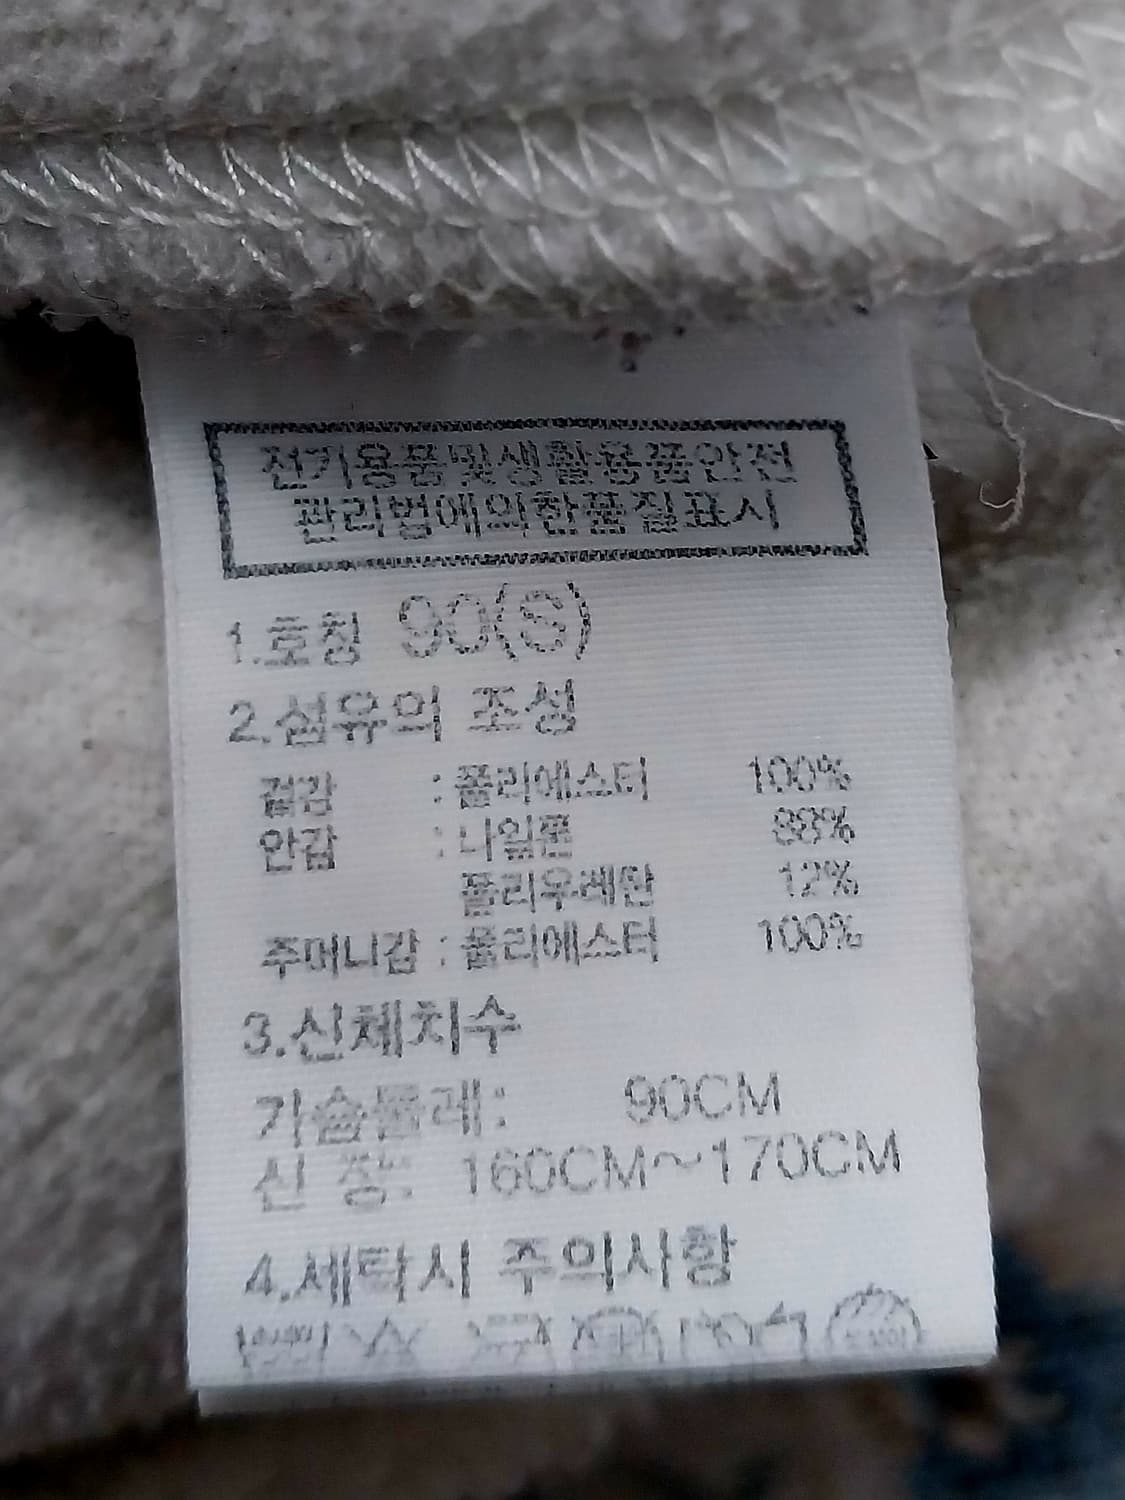 전기용품및생활용품안전
관리법에의한품질표시
1.호칭 90(S)
2.섬유의 조성
겉감 : 폴리에스터 100%
안감 : 나일론 88%
폴리우레탄 12%
주머니감 : 폴리에스터 100%
3.신체치수
가슴둘레: 90CM
신 장: 160CM~170CM
4.세탁시 주의사항